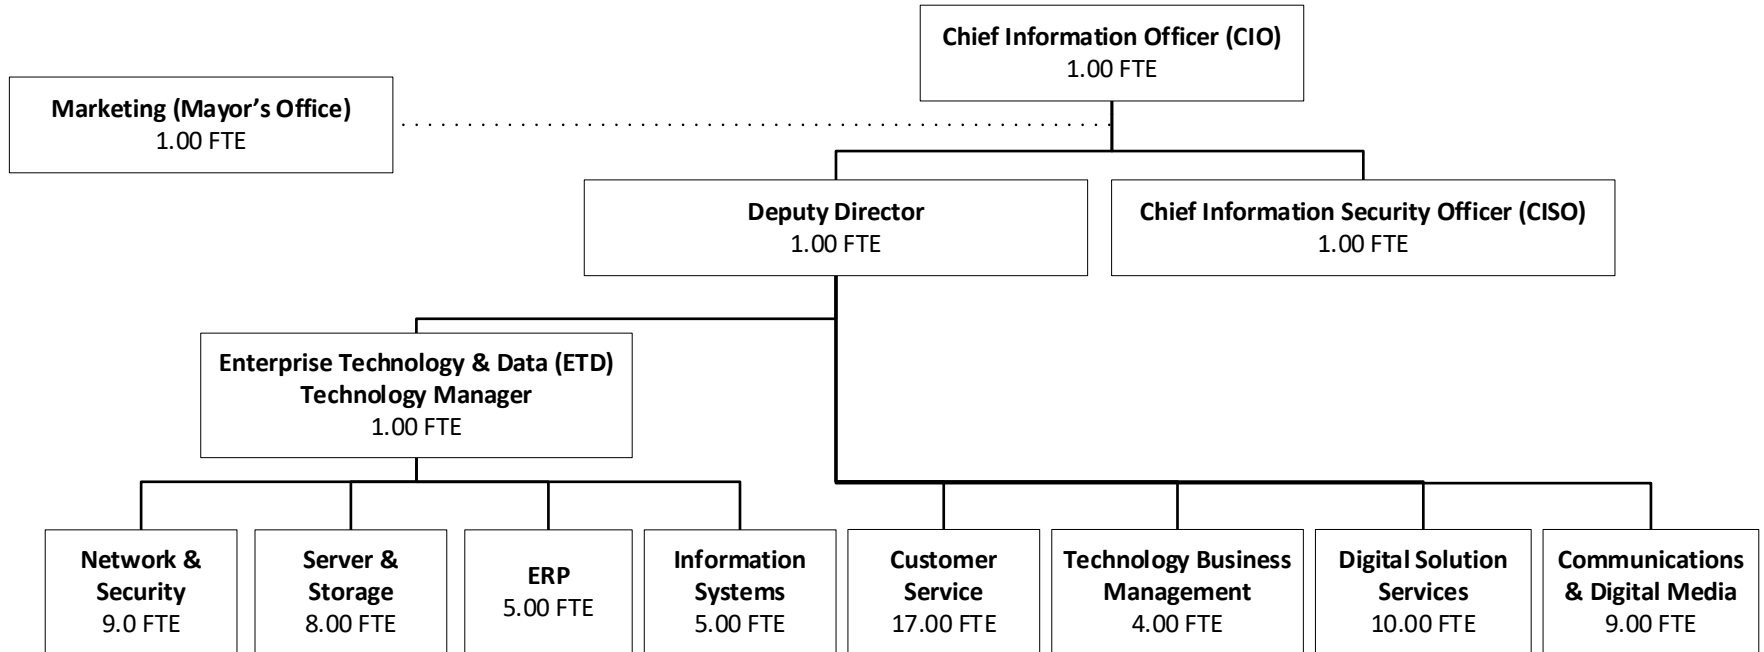 Chief Information Officer (CIO)
1.00 FTE
Marketing (Mayor’s Office)
1.00 FTE
Deputy Director
1.00 FTE
Chief Information Security Officer (CISO)
1.00 FTE
Enterprise Technology & Data (ETD)
Technology Manager
1.00 FTE
Network &
Security
9.0 FTE
Server &
Storage
8.00 FTE
ERP
5.00 FTE
Information
Systems
5.00 FTE
Customer
Service
17.00 FTE
Technology Business
Management
4.00 FTE
Digital Solution
Services
10.00 FTE
Communications
& Digital Media
9.00 FTE